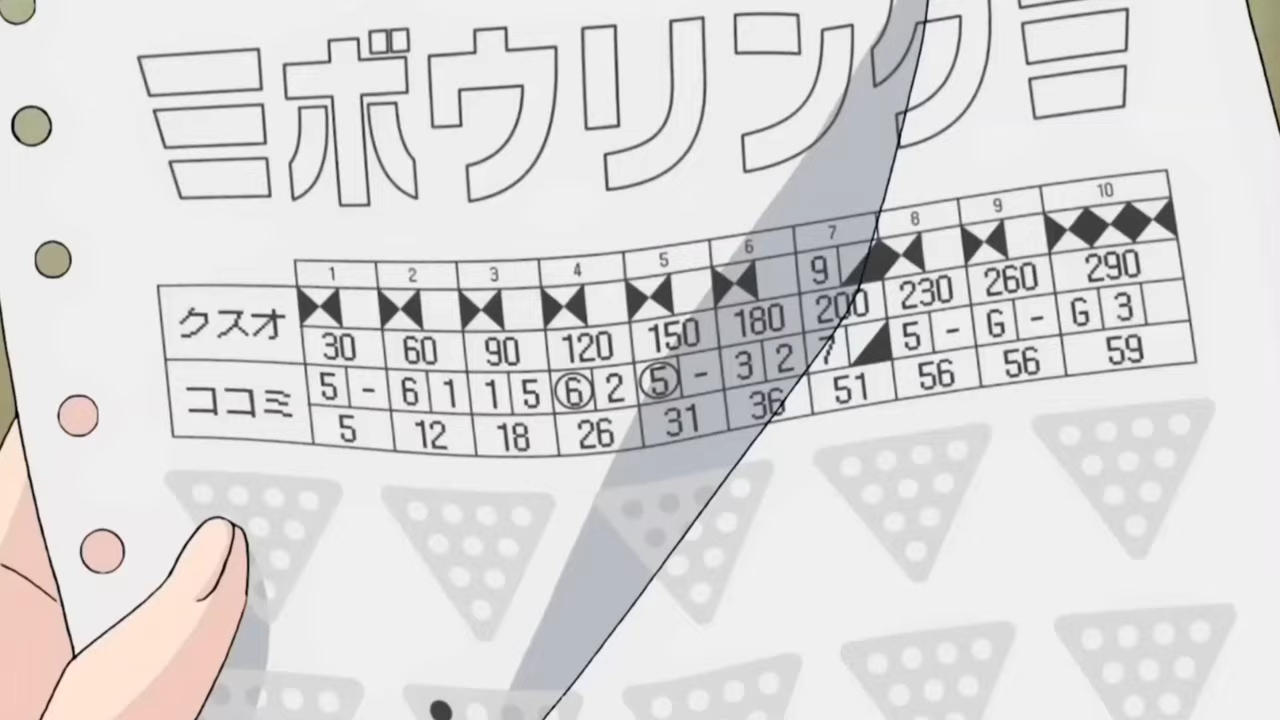 ミボウリングミ
1 2 3 4 5 6 7 8 9 10
クスオ 9
30 60 90 120 150 180 200 230 260 290
ココミ 5 - 6 1 1 5 ⑥ 2 ⑤ - 3 2 7 5 - G - G 3
5 12 18 26 31 36 51 56 56 59